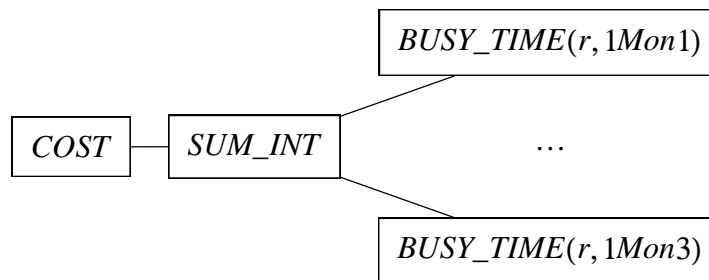 BUSY_TIME(r, 1Mon1)
COST
SUM_INT
...
BUSY_TIME(r, 1Mon3)